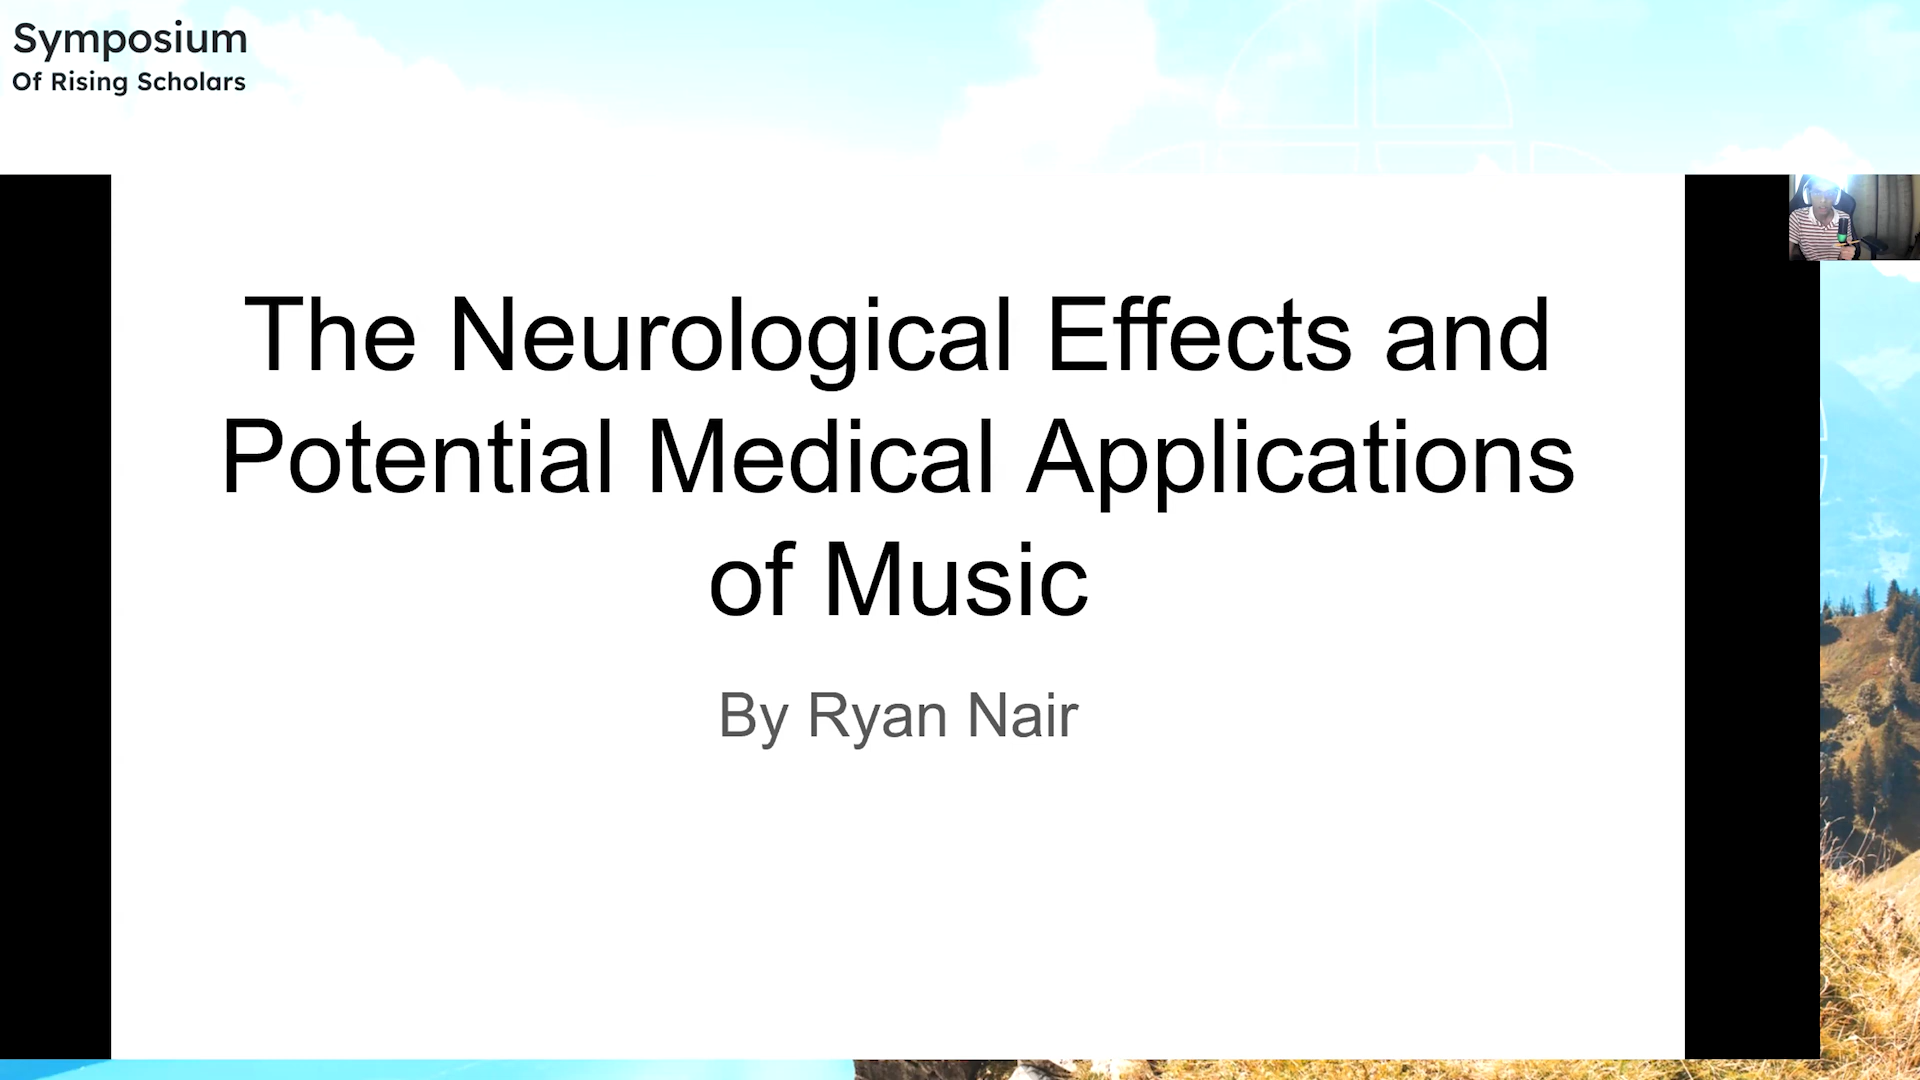 Symposium
Of Rising Scholars
The Neurological Effects and
Potential Medical Applications
of Music
By Ryan Nair